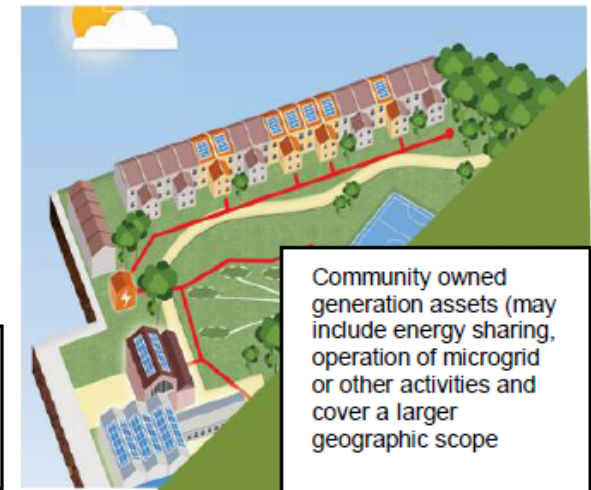 Community owned
generation assets (may
include energy sharing,
operation of microgrid
or other activities and
cover a larger
geographic scope